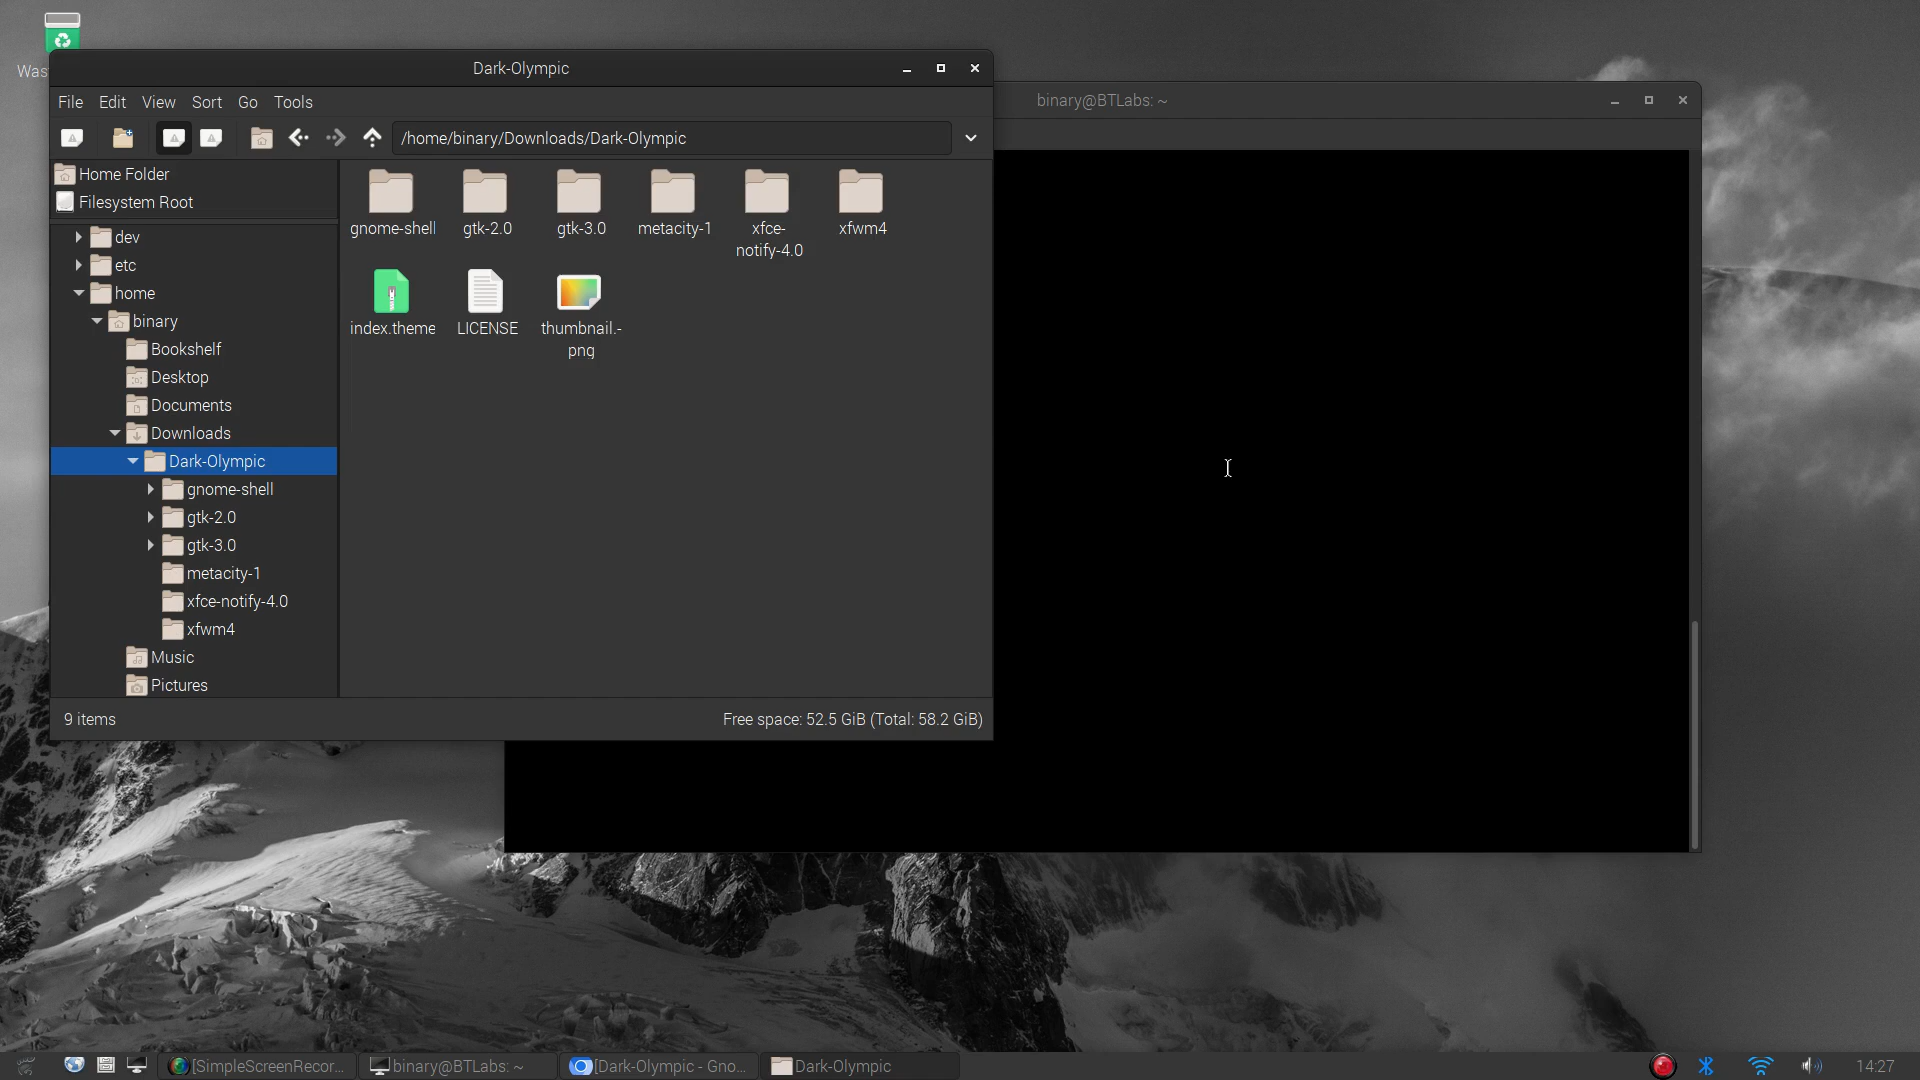 Was
Dark-Olympic
File Edit View Sort Go Tools
/home/binary/Downloads/Dark-Olympic
Home Folder
Filesystem Root
dev
etc
home
binary
Bookshelf
Desktop
Documents
Downloads
Dark-Olympic
gnome-shell
gtk-2.0
gtk-3.0
metacity-1
xfce-notify-4.0
xfwm4
Music
Pictures
gnome-shell
gtk-2.0
gtk-3.0
metacity-1
xfce-
notify-4.0
xfwm4
index.theme
LICENSE
thumbnail.-
png
9 items
Free space: 52.5 GiB (Total: 58.2 GiB)
binary@BTLabs: ~
[SimpleScreenRecor...
binary@BTLabs: ~
[Dark-Olympic - Gno...
Dark-Olympic
14:27